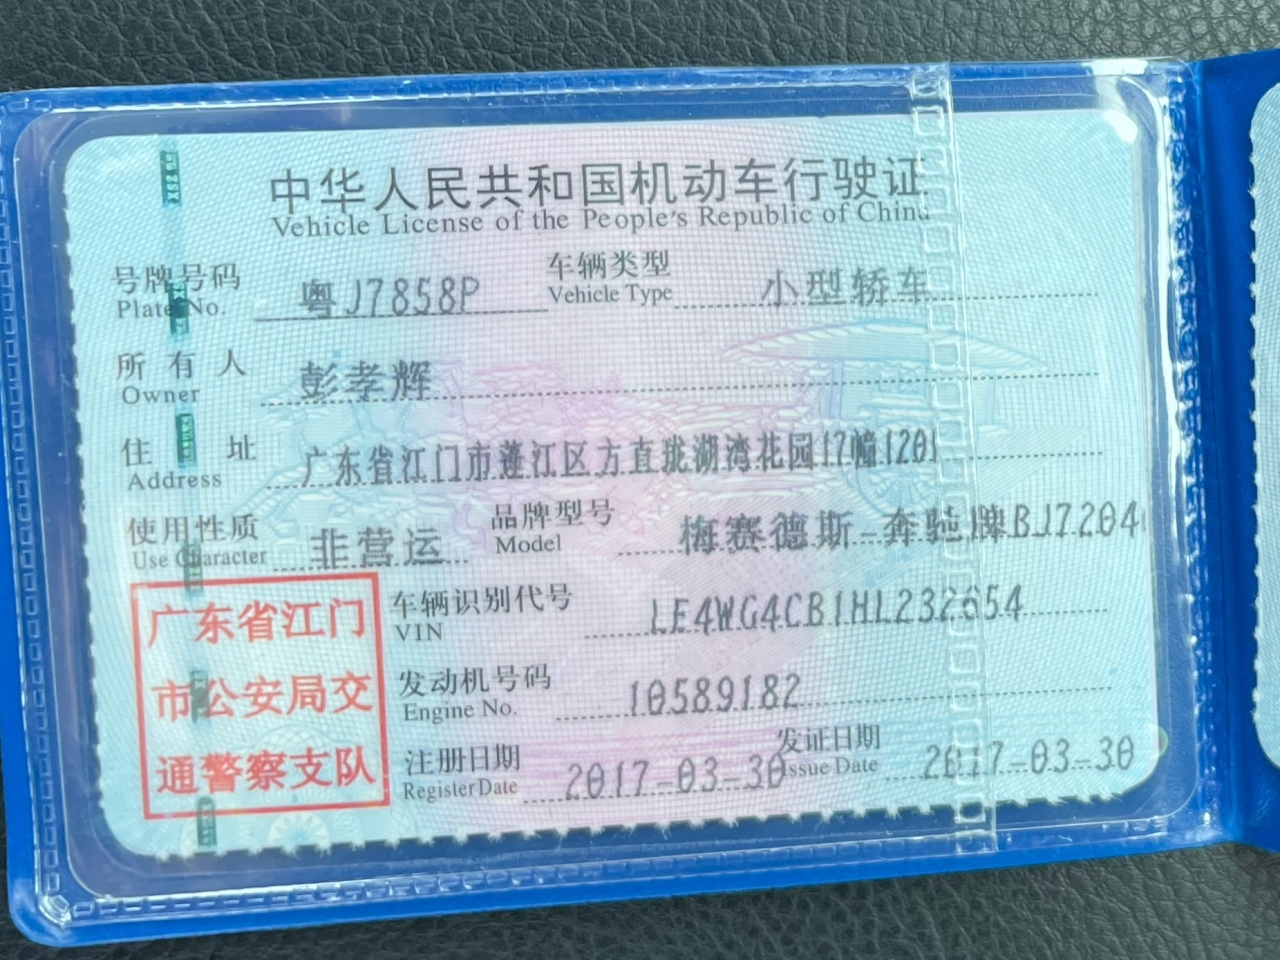 中华人民共和国机动车行驶证
Vehicle License of the People's Republic of China
号牌号码 粤J7858P 车辆类型 小型轿车
Plate No. Vehicle Type
所有人 彭孝辉
Owner
住址 广东省江门市蓬江区方直珑湖湾花园17幢1201
Address
使用性质 非营运 品牌型号 梅赛德斯-奔驰牌BJ7204
Use Character Model
车辆识别代号 LE4WG4CB1HL232654
VIN
发动机号码 10589182
Engine No.
注册日期 2017-03-30 发证日期 2017-03-30
Register Date Issue Date
广东省江门
市公安局交
通警察支队